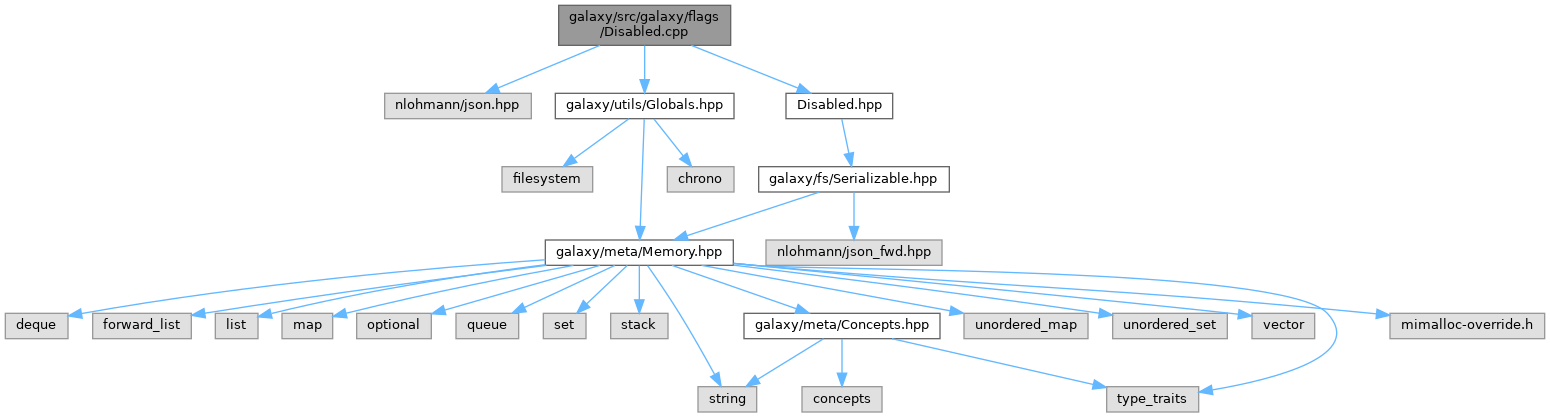 galaxy/src/galaxy/flags
/Disabled.cpp
nlohmann/json.hpp
galaxy/utils/Globals.hpp
Disabled.hpp
filesystem
chrono
galaxy/fs/Serializable.hpp
galaxy/meta/Memory.hpp
nlohmann/json_fwd.hpp
deque
forward_list
list
map
optional
queue
set
stack
galaxy/meta/Concepts.hpp
unordered_map
unordered_set
vector
mimalloc-override.h
string
concepts
type_traits